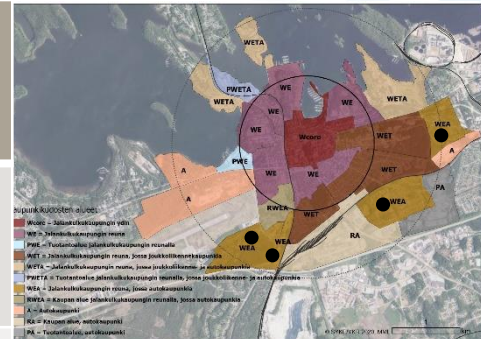 WETA
PWETA
WETA
WE
WE
WE
WE
WETA
Wcore
WET
WEA
A
PWE
WE
WE
WET
A
PA
A
WEA
RWEA
WET
RA
WEA
WEA
aupunkikudosten alueet
Wcore = Jalankulkukaupungin ydin
WE = Jalankulkukaupungin reuna
PWE = Tuotantoalue jalankulkukaupungin reunalla
WET = Jalankulkukaupungin reuna, jossa joukkoliikennekaupunkia
WETA = Jalankulkukaupungin reuna, jossa joukkoliikenne- ja autokaupunkia
PWETA = Tuotantoalue jalankulkukaupungin reunalla, jossa joukkoliikenne- ja autokaupunkia
WEA = Jalankulkukaupungin reuna, jossa autokaupunkia
RWEA = Kaupan alue jalankulkukaupungin reunalla, jossa autokaupunkia
A = Autokaupunki
RA = Kaupan alue, autokaupunki
PA = Tuotantoalue, autokaupunki